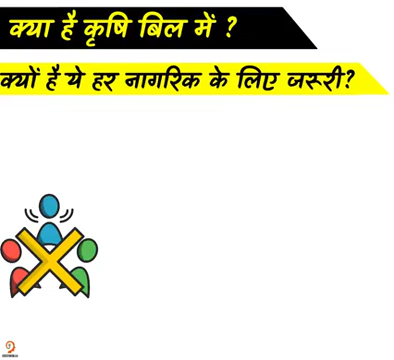 क्या हैं कृषि बिल में ?
क्यों है ये हर नागरिक के लिए जरूरी?